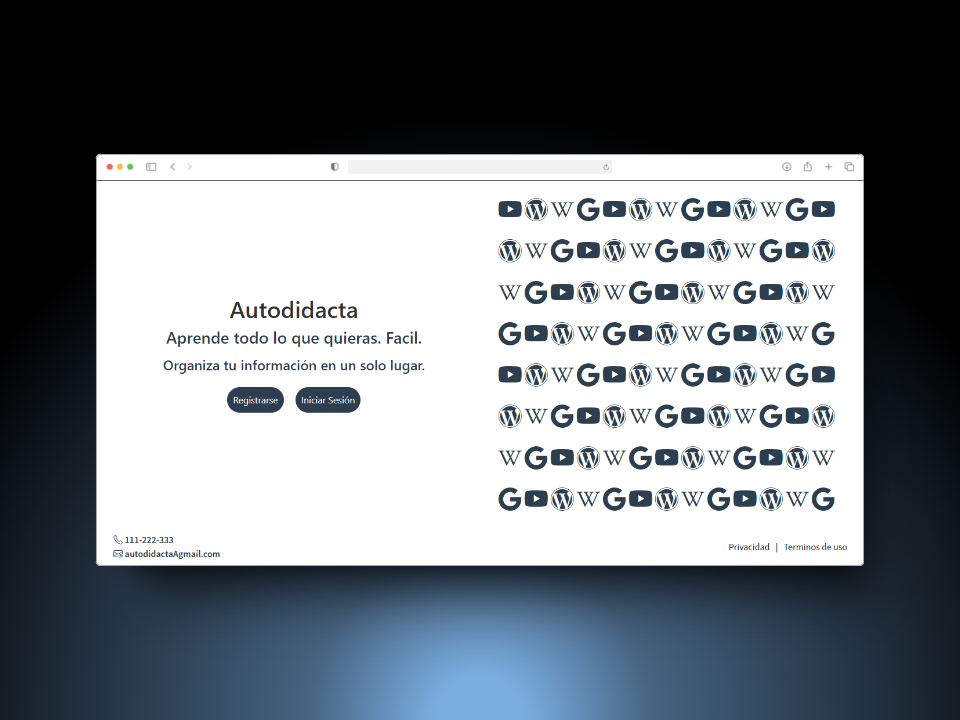 Autodidacta
Aprende todo lo que quieras. Facil.
Organiza tu información en un solo lugar.
Registrarse
Iniciar Sesión
111-222-333
autodidactaAgmail.com
Privacidad | Terminos de uso